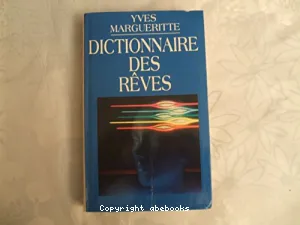 YVES
MARGUERITTE
DICTIONNAIRE
DES
RÊVES
Copyright abebooks